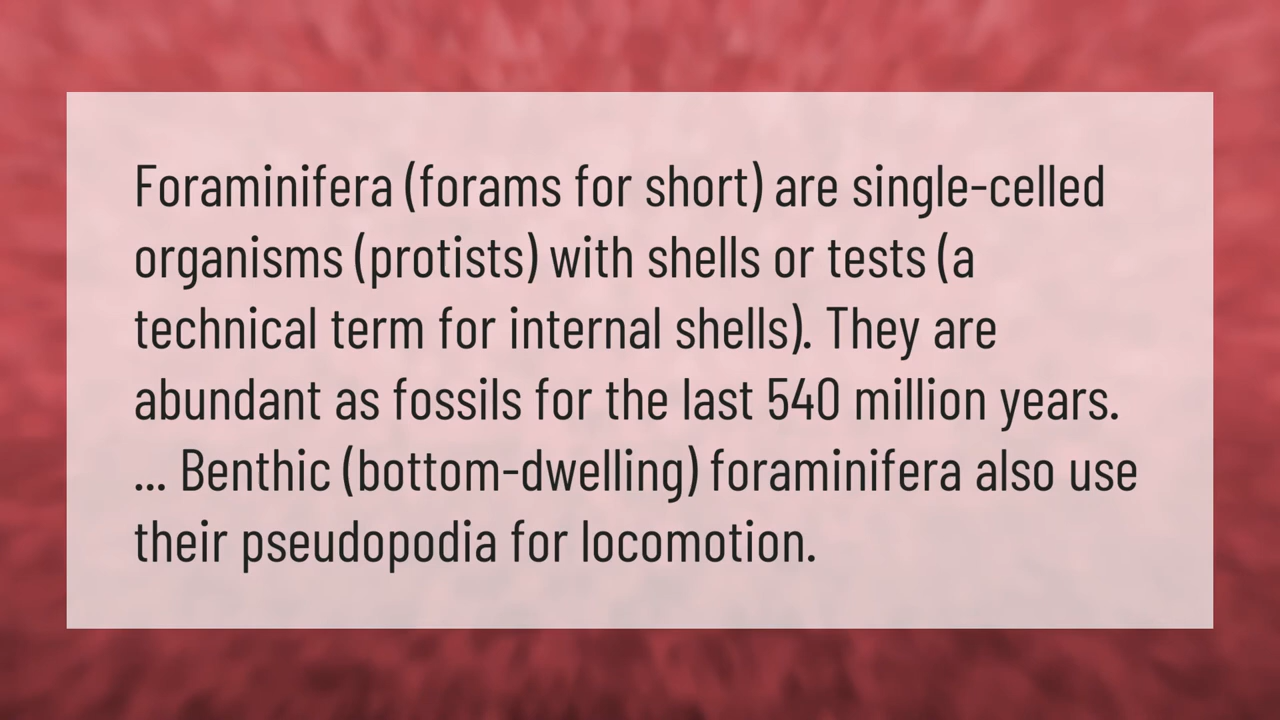 Foraminifera (forams for short) are single-celled
organisms (protists) with shells or tests (a
technical term for internal shells). They are
abundant as fossils for the last 540 million years.
... Benthic (bottom-dwelling) foraminifera also use
their pseudopodia for locomotion.